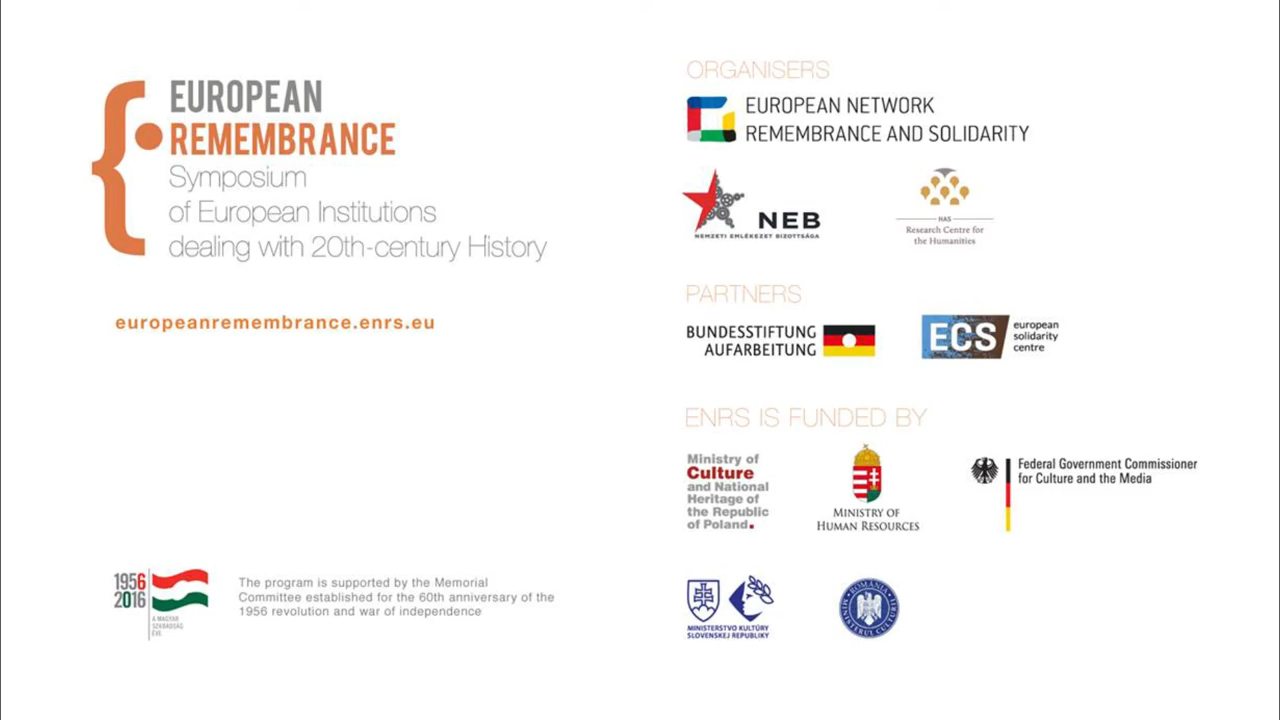 EUROPEAN
REMEMBRANCE
Symposium
of European Institutions
dealing with 20th-century History
europeanremembrance.enrs.eu
1956
2016
A MAGYAR
SZABADSÁG
ÉVE
The program is supported by the Memorial
Committee established for the 60th anniversary of the
1956 revolution and war of independence
ORGANISERS
EUROPEAN NETWORK
REMEMBRANCE AND SOLIDARITY
NEB
NEMZETI EMLÉKEZET BIZOTTSÁGA
HAS
Research Centre for
the Humanities
PARTNERS
BUNDESSTIFTUNG
AUFARBEITUNG
ECS
european
solidarity
centre
ENRS IS FUNDED BY
Ministry of
Culture
and National
Heritage of
the Republic
of Poland.
MINISTRY OF
HUMAN RESOURCES
Federal Government Commissioner
for Culture and the Media
MINISTERSTVO KULTÚRY
SLOVENSKEJ REPUBLIKY
ROMÂNIA
MINISTERUL CULTURII